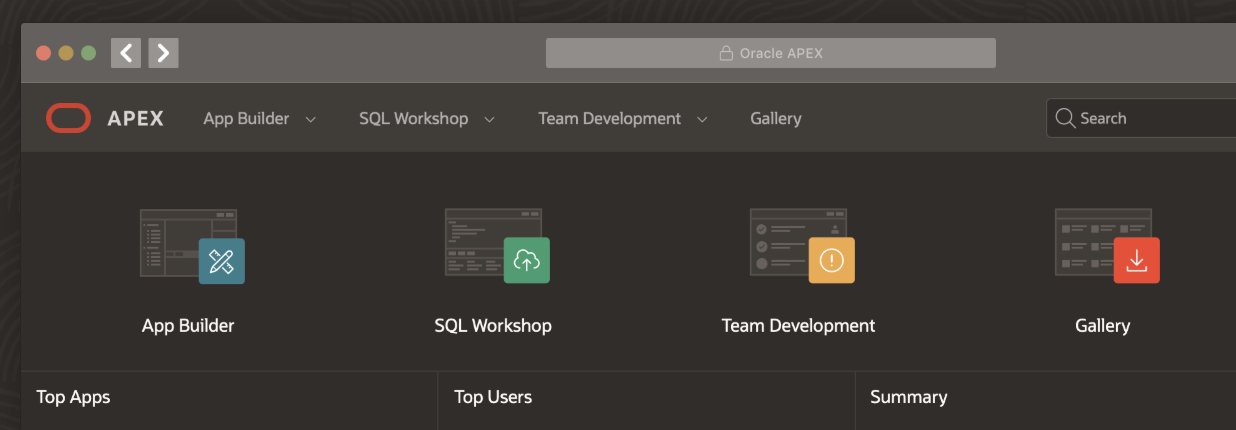 Oracle APEX
APEX App Builder SQL Workshop Team Development Gallery Search
App Builder SQL Workshop Team Development Gallery
Top Apps Top Users Summary